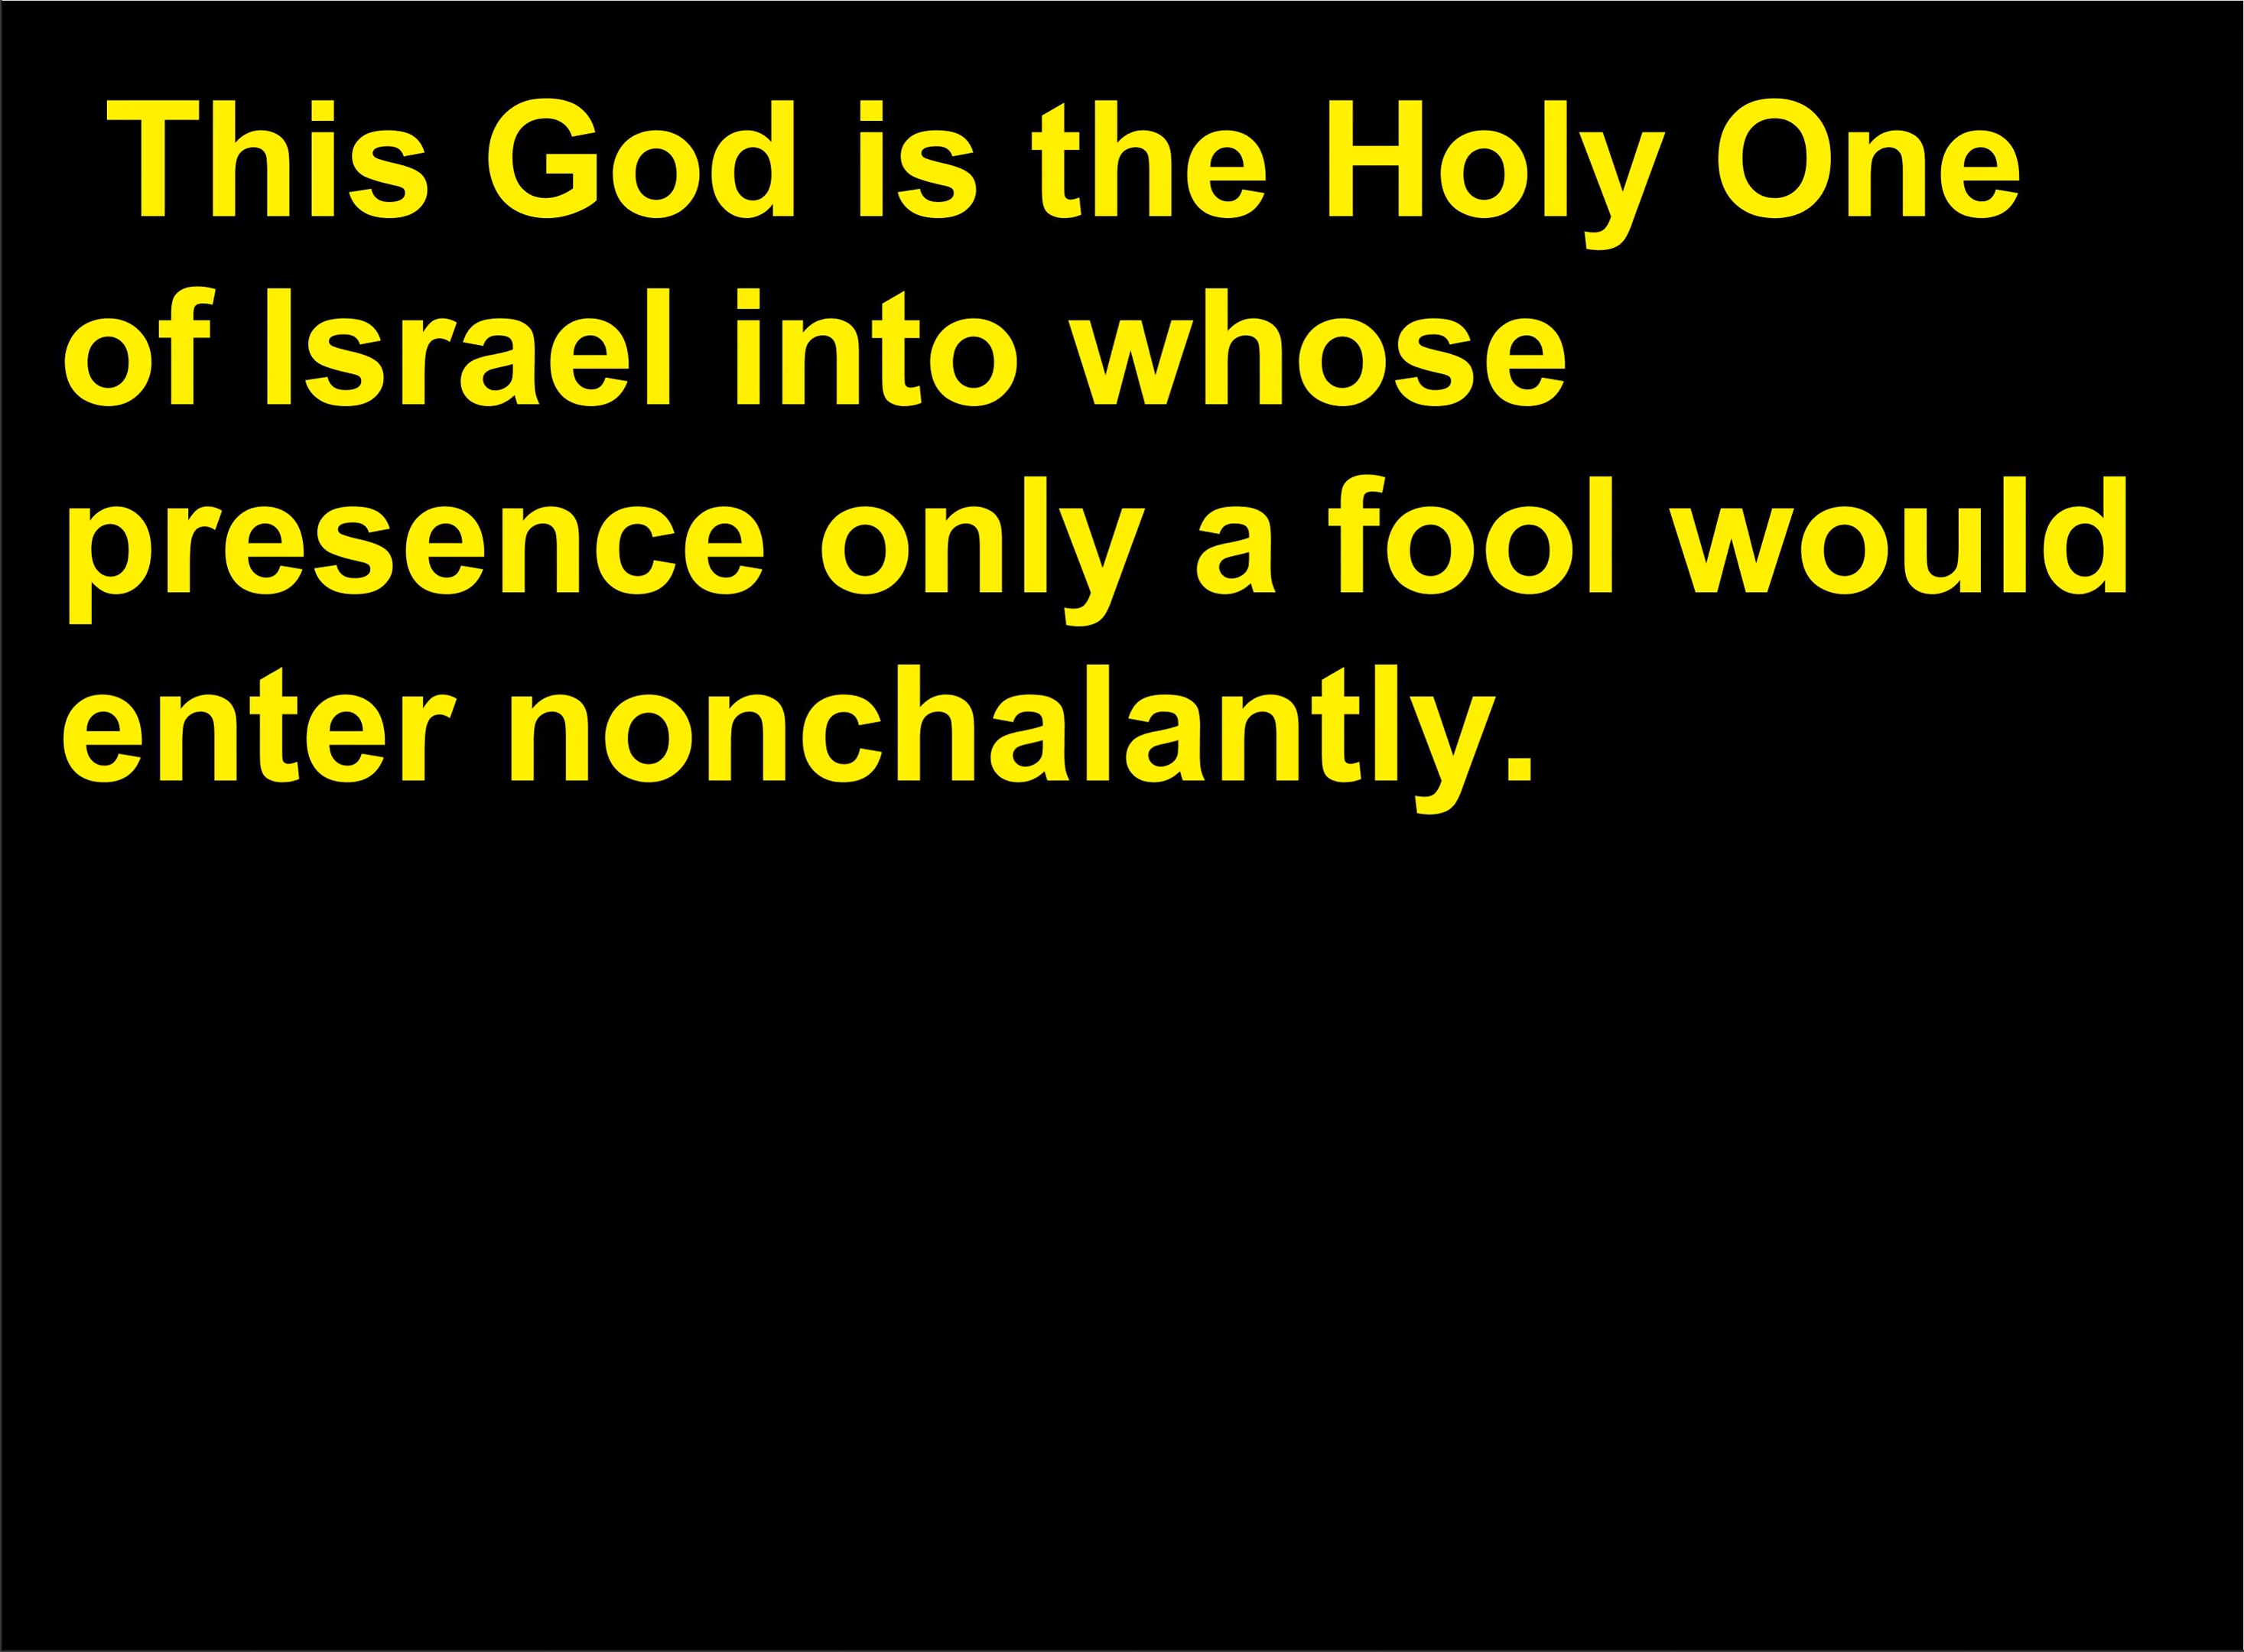 This God is the Holy One
of Israel into whose
presence only a fool would
enter nonchalantly.